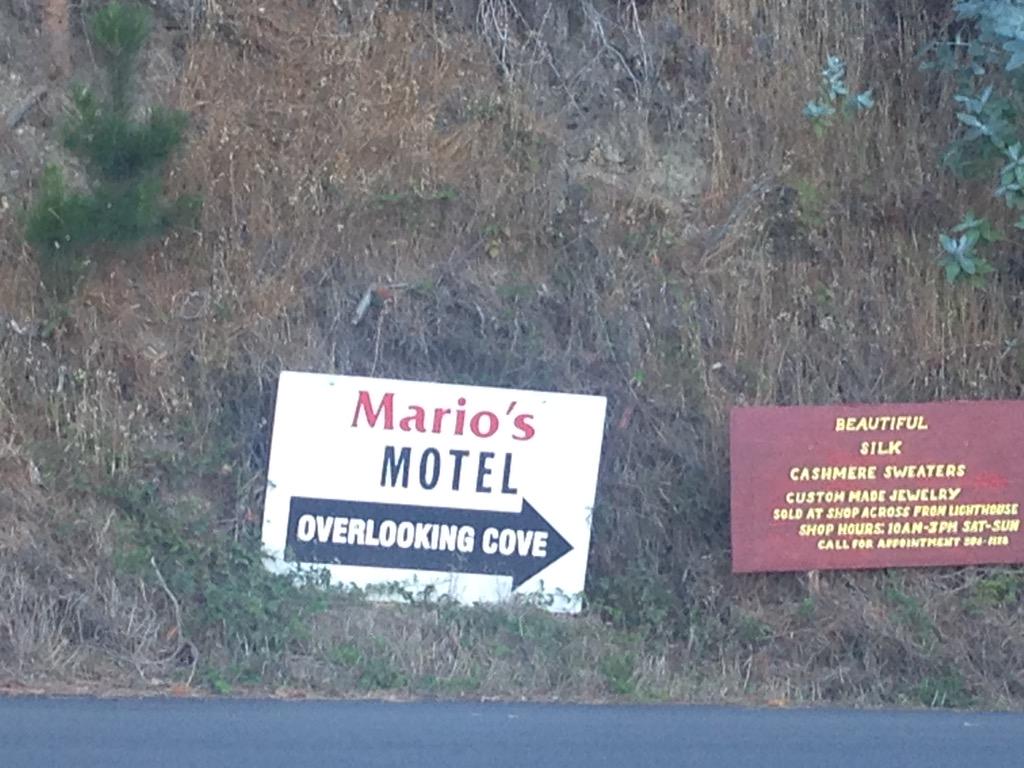 Mario's
MOTEL
OVERLOOKING COVE
BEAUTIFUL
SILK
CASHMERE SWEATERS
CUSTOM MADE JEWELRY
SOLD AT SHOP ACROSS FROM LIGHTHOUSE
SHOP HOURS: 10AM-3PM SAT-SUN
CALL FOR APPOINTMENT